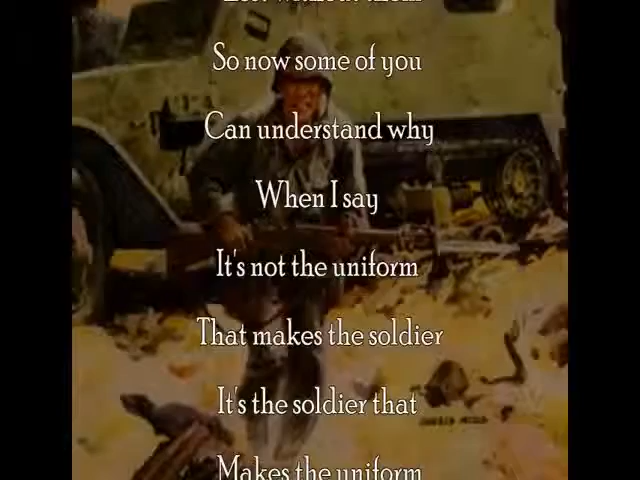 So now some of you
Can understand why
When I say
It's not the uniform
That makes the soldier
It's the soldier that
Makes the uniform